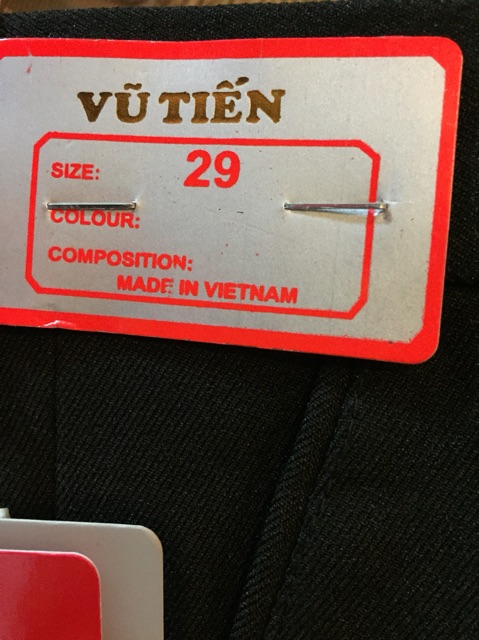 VŨ TIẾN
SIZE: 29
COLOUR:
COMPOSITION:
MADE IN VIETNAM